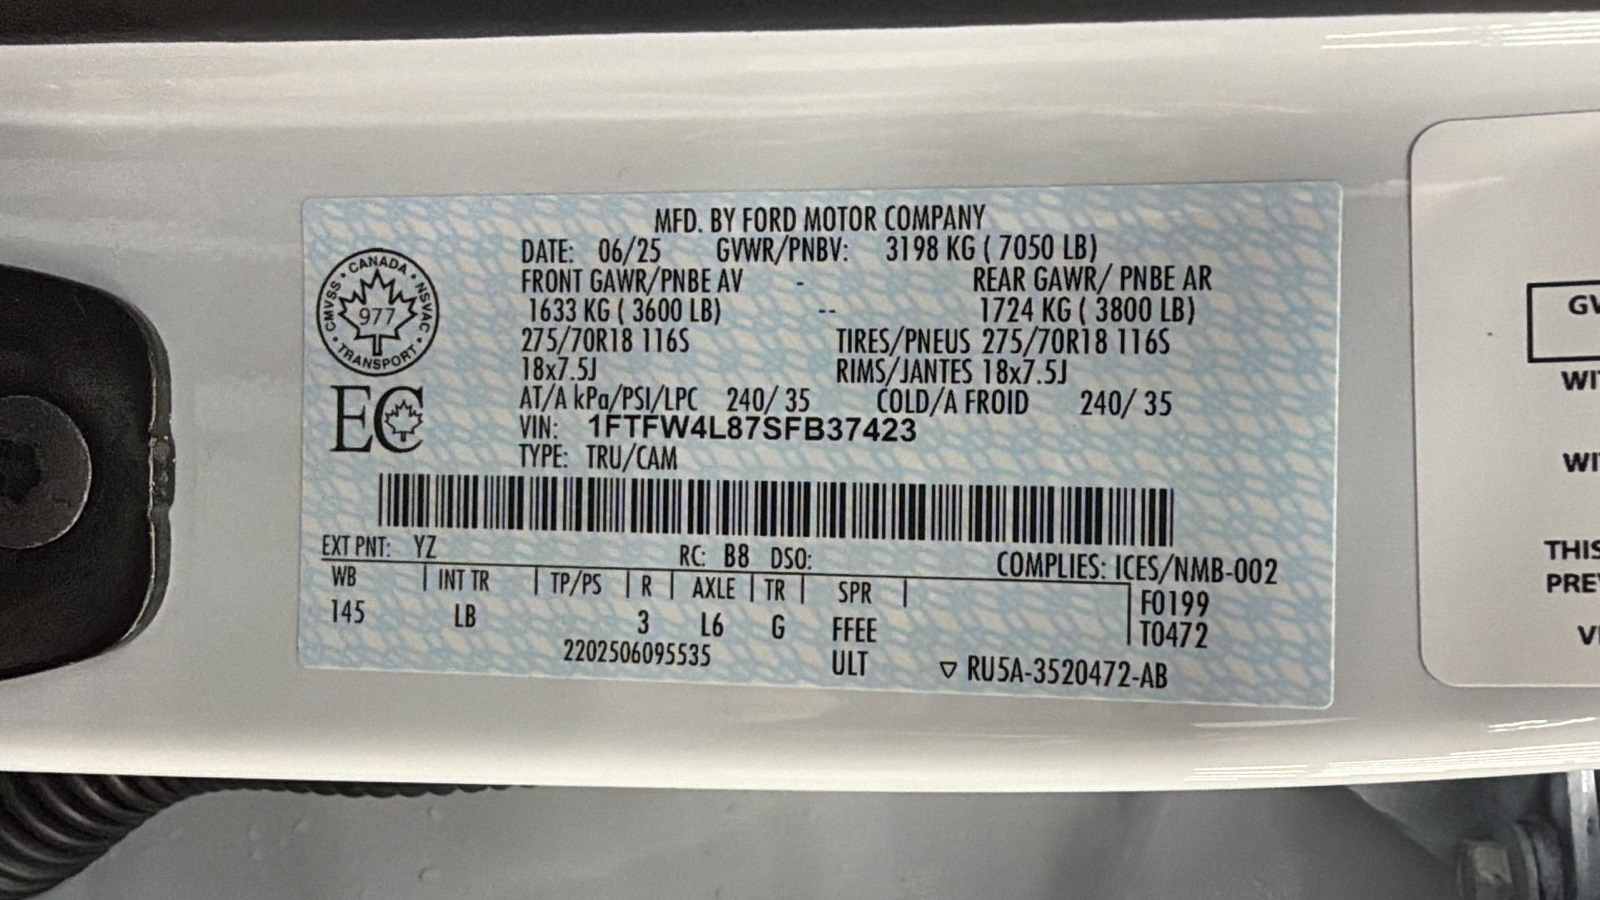 MFD. BY FORD MOTOR COMPANY
DATE: 06/25 GVWR/PNBV: 3198 KG ( 7050 LB)
FRONT GAWR/PNBE AV - REAR GAWR/ PNBE AR
1633 KG ( 3600 LB) -- 1724 KG ( 3800 LB)
275/70R18 116S TIRES/PNEUS 275/70R18 116S
18x7.5J RIMS/JANTES 18x7.5J
AT/A kPa/PSI/LPC 240/ 35 COLD/A FROID 240/ 35
VIN: 1FTFW4L87SFB37423
TYPE: TRU/CAM
CANADA · NSVAC · TRANSPORT · CMVSS ·
977
EC
EXT PNT: YZ RC: B8 DSO: COMPLIES: ICES/NMB-002
WB | INT TR | TP/PS | R | AXLE | TR | SPR | F0199
145 LB 3 L6 G FFEE T0472
2202506095535 ULT ▽ RU5A-3520472-AB
GV
WI
WI
THIS
PRE
V